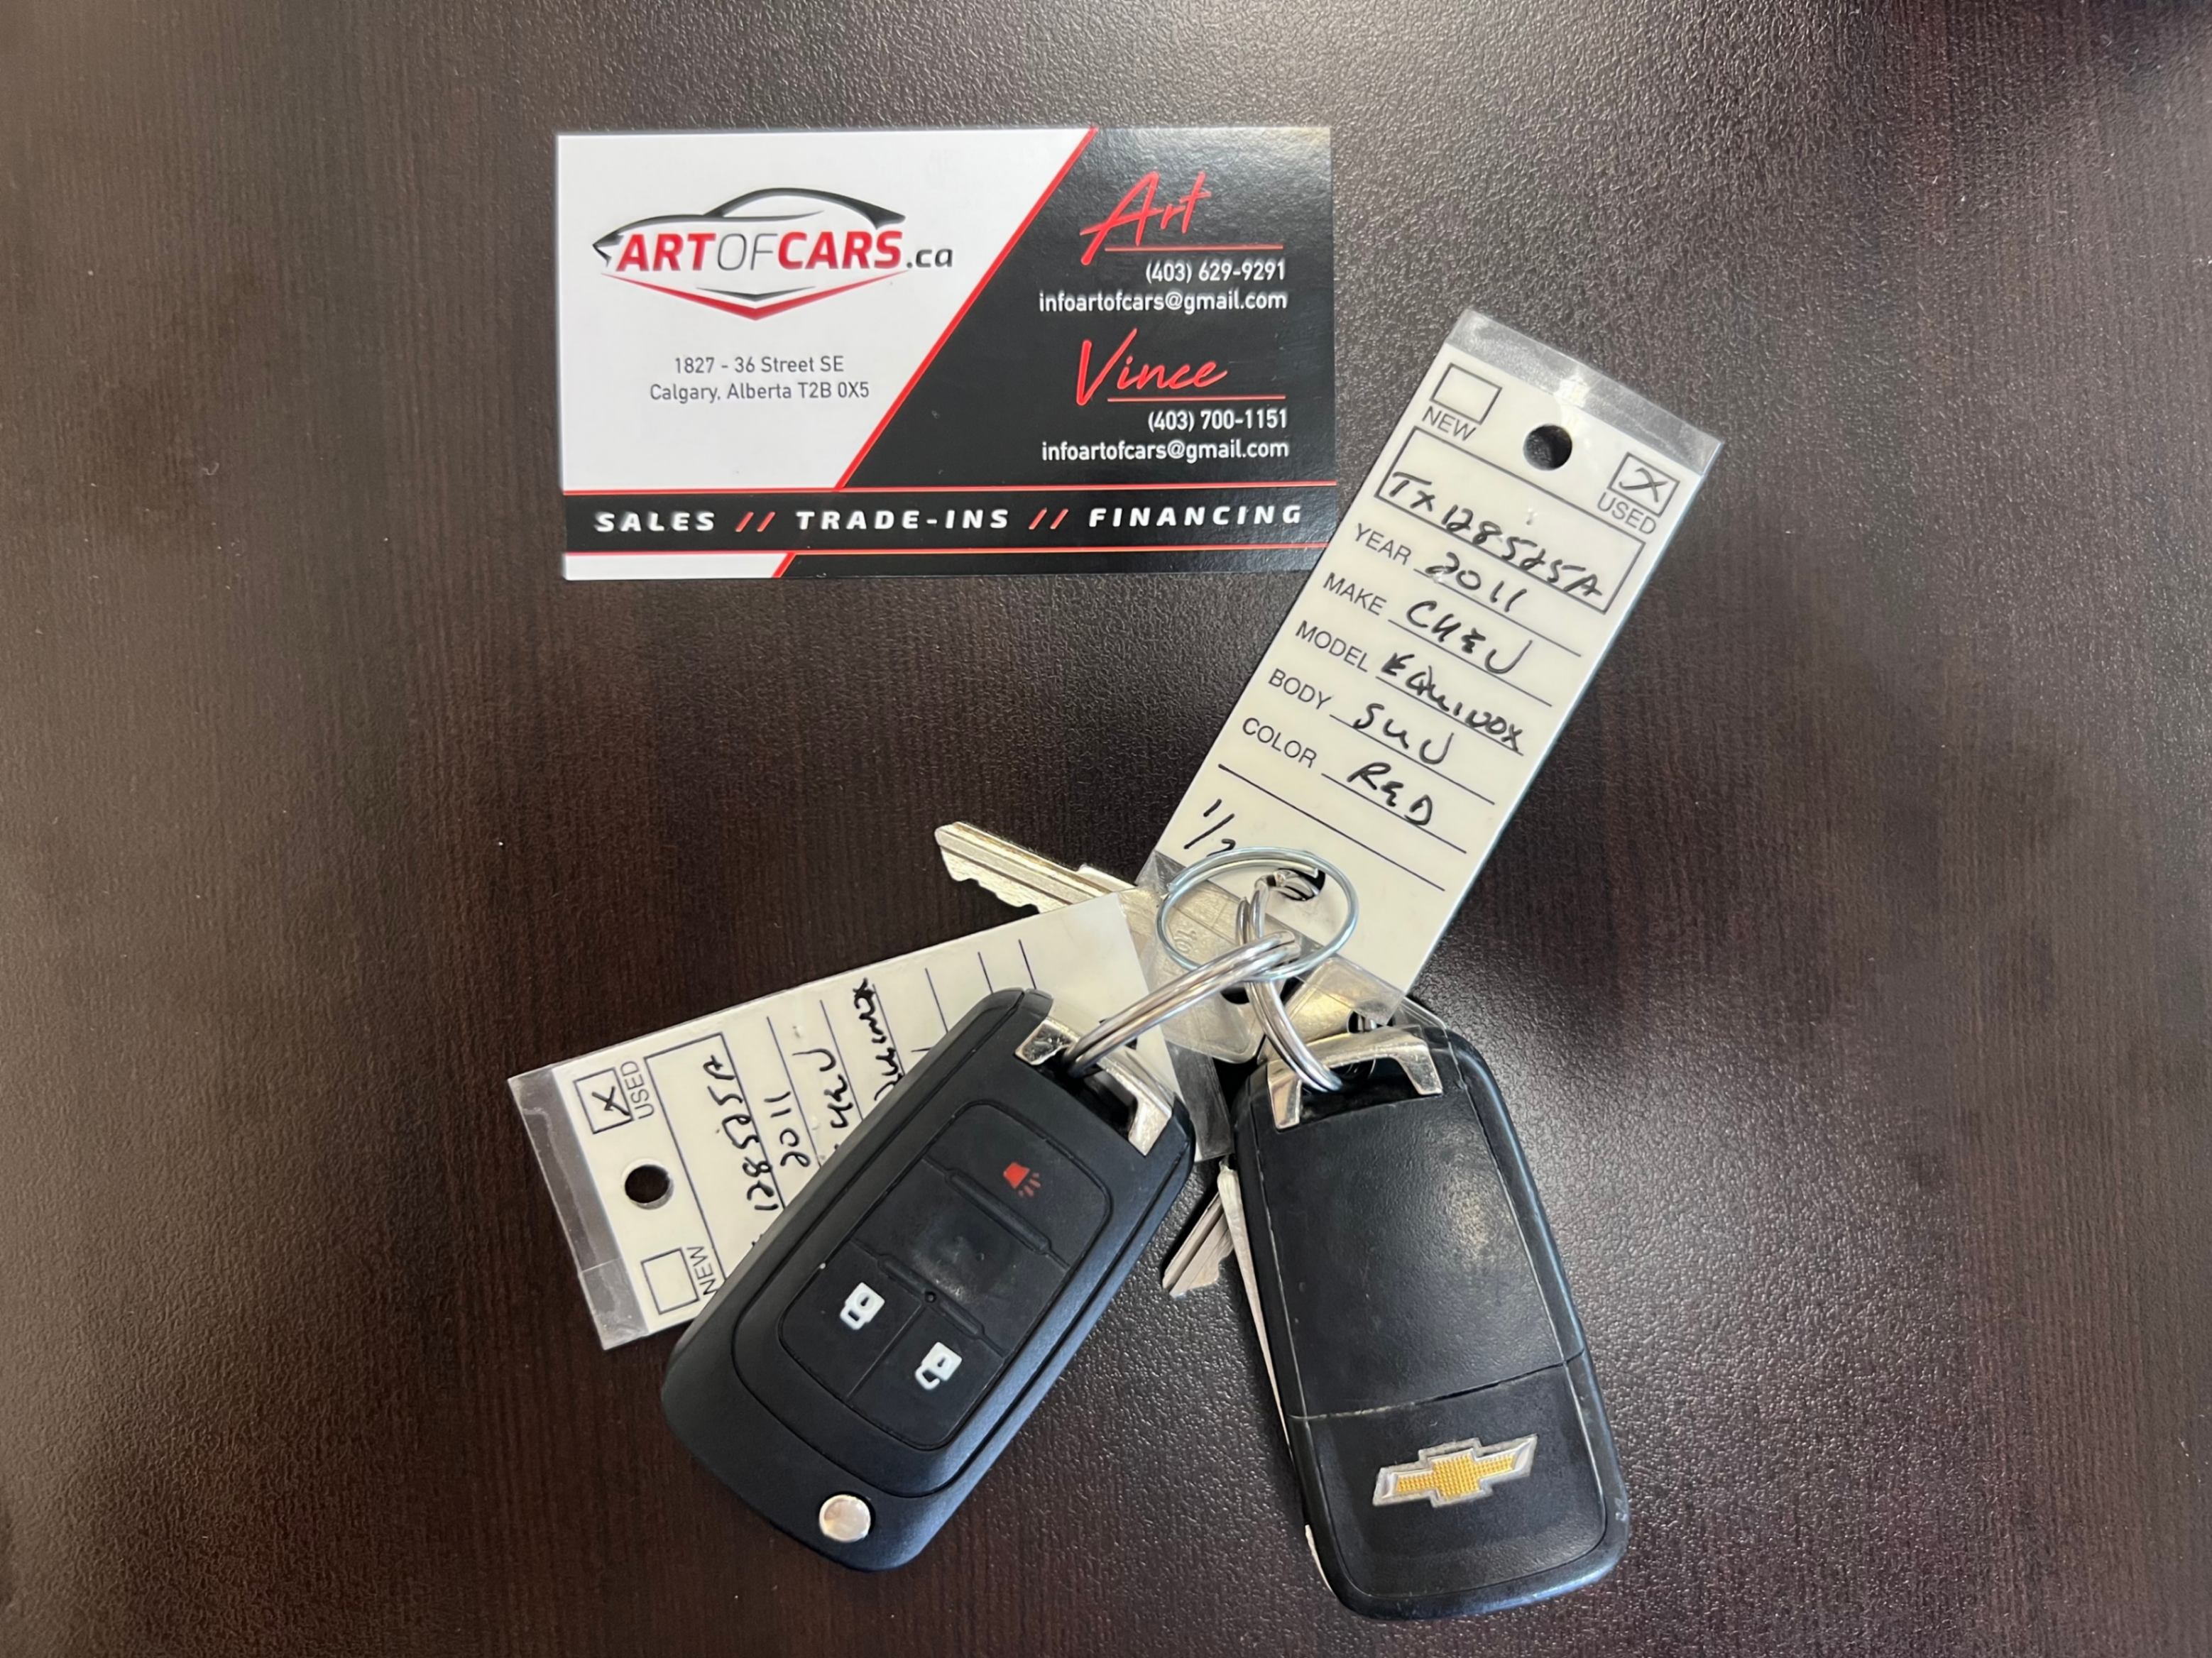 ARTOFCARS.ca
1827 - 36 Street SE
Calgary, Alberta T2B 0X5
Art
(403) 629-9291
infoartofcars@gmail.com
Vince
(403) 700-1151
infoartofcars@gmail.com
SALES // TRADE-INS // FINANCING
NEW
X USED
TX128525A
YEAR 2011
MAKE CHEV
MODEL EQUINOX
BODY SUV
COLOR RED
NEW
X USED
128525A
2011